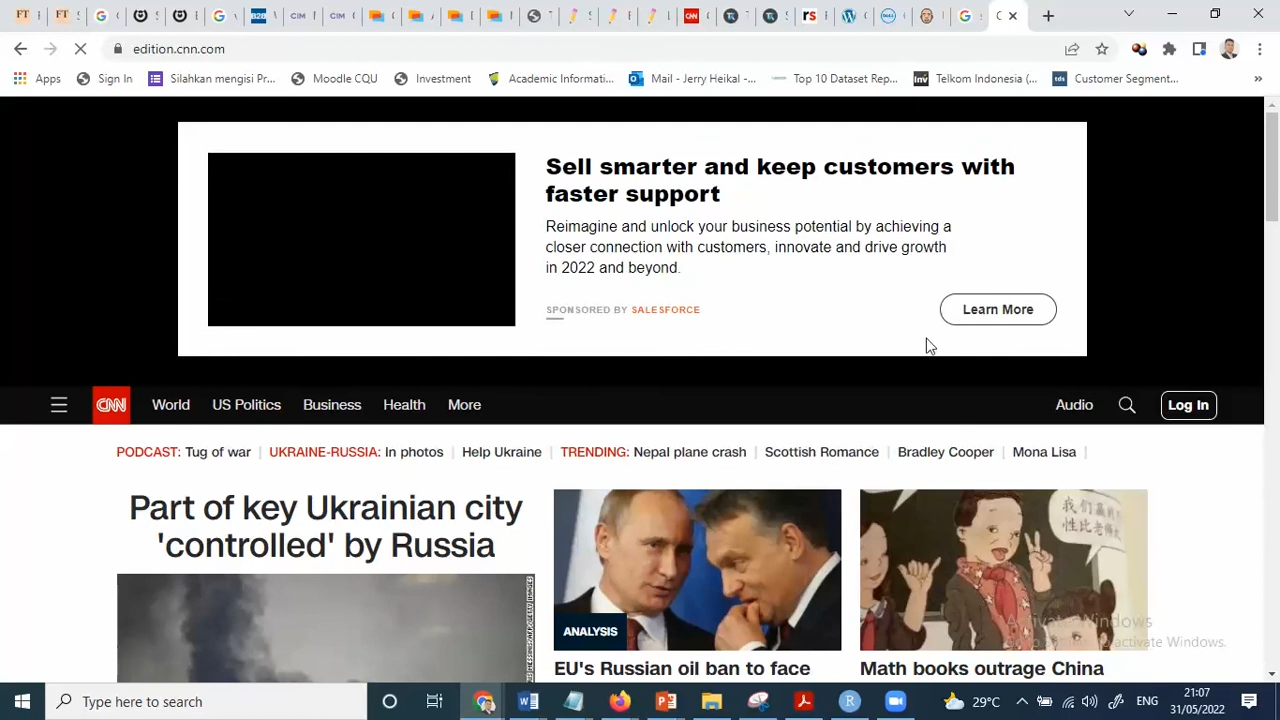 edition.cnn.com
Apps
Sign In
Silahkan mengisi Pr...
Moodle CQU
Investment
Academic Informati...
Mail - Jerry Heikal -...
Top 10 Dataset Rep...
Telkom Indonesia (...
Customer Segment...
Sell smarter and keep customers with
faster support
Reimagine and unlock your business potential by achieving a
closer connection with customers, innovate and drive growth
in 2022 and beyond.
SPONSORED BY SALESFORCE
Learn More
CNN World US Politics Business Health More Audio Log In
PODCAST: Tug of war | UKRAINE-RUSSIA: In photos | Help Ukraine | TRENDING: Nepal plane crash | Scottish Romance | Bradley Cooper | Mona Lisa |
Part of key Ukrainian city
'controlled' by Russia
ANALYSIS
EU's Russian oil ban to face
Math books outrage China
Activate Windows
Type here to search
29°C
ENG
21:07
31/05/2022